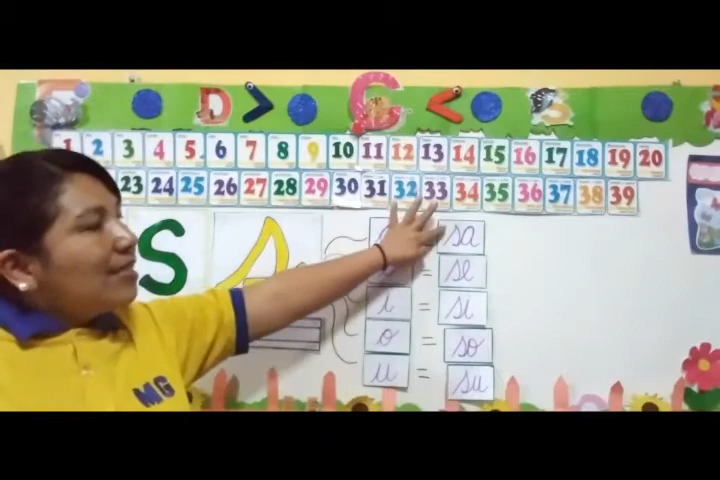 D > C < S
1 2 3 4 5 6 7 8 9 10 11 12 13 14 15 16 17 18 19 20
23 24 25 26 27 28 29 30 31 32 33 34 35 36 37 38 39
S s
sa
= se
i = si
o = so
u = su
MG